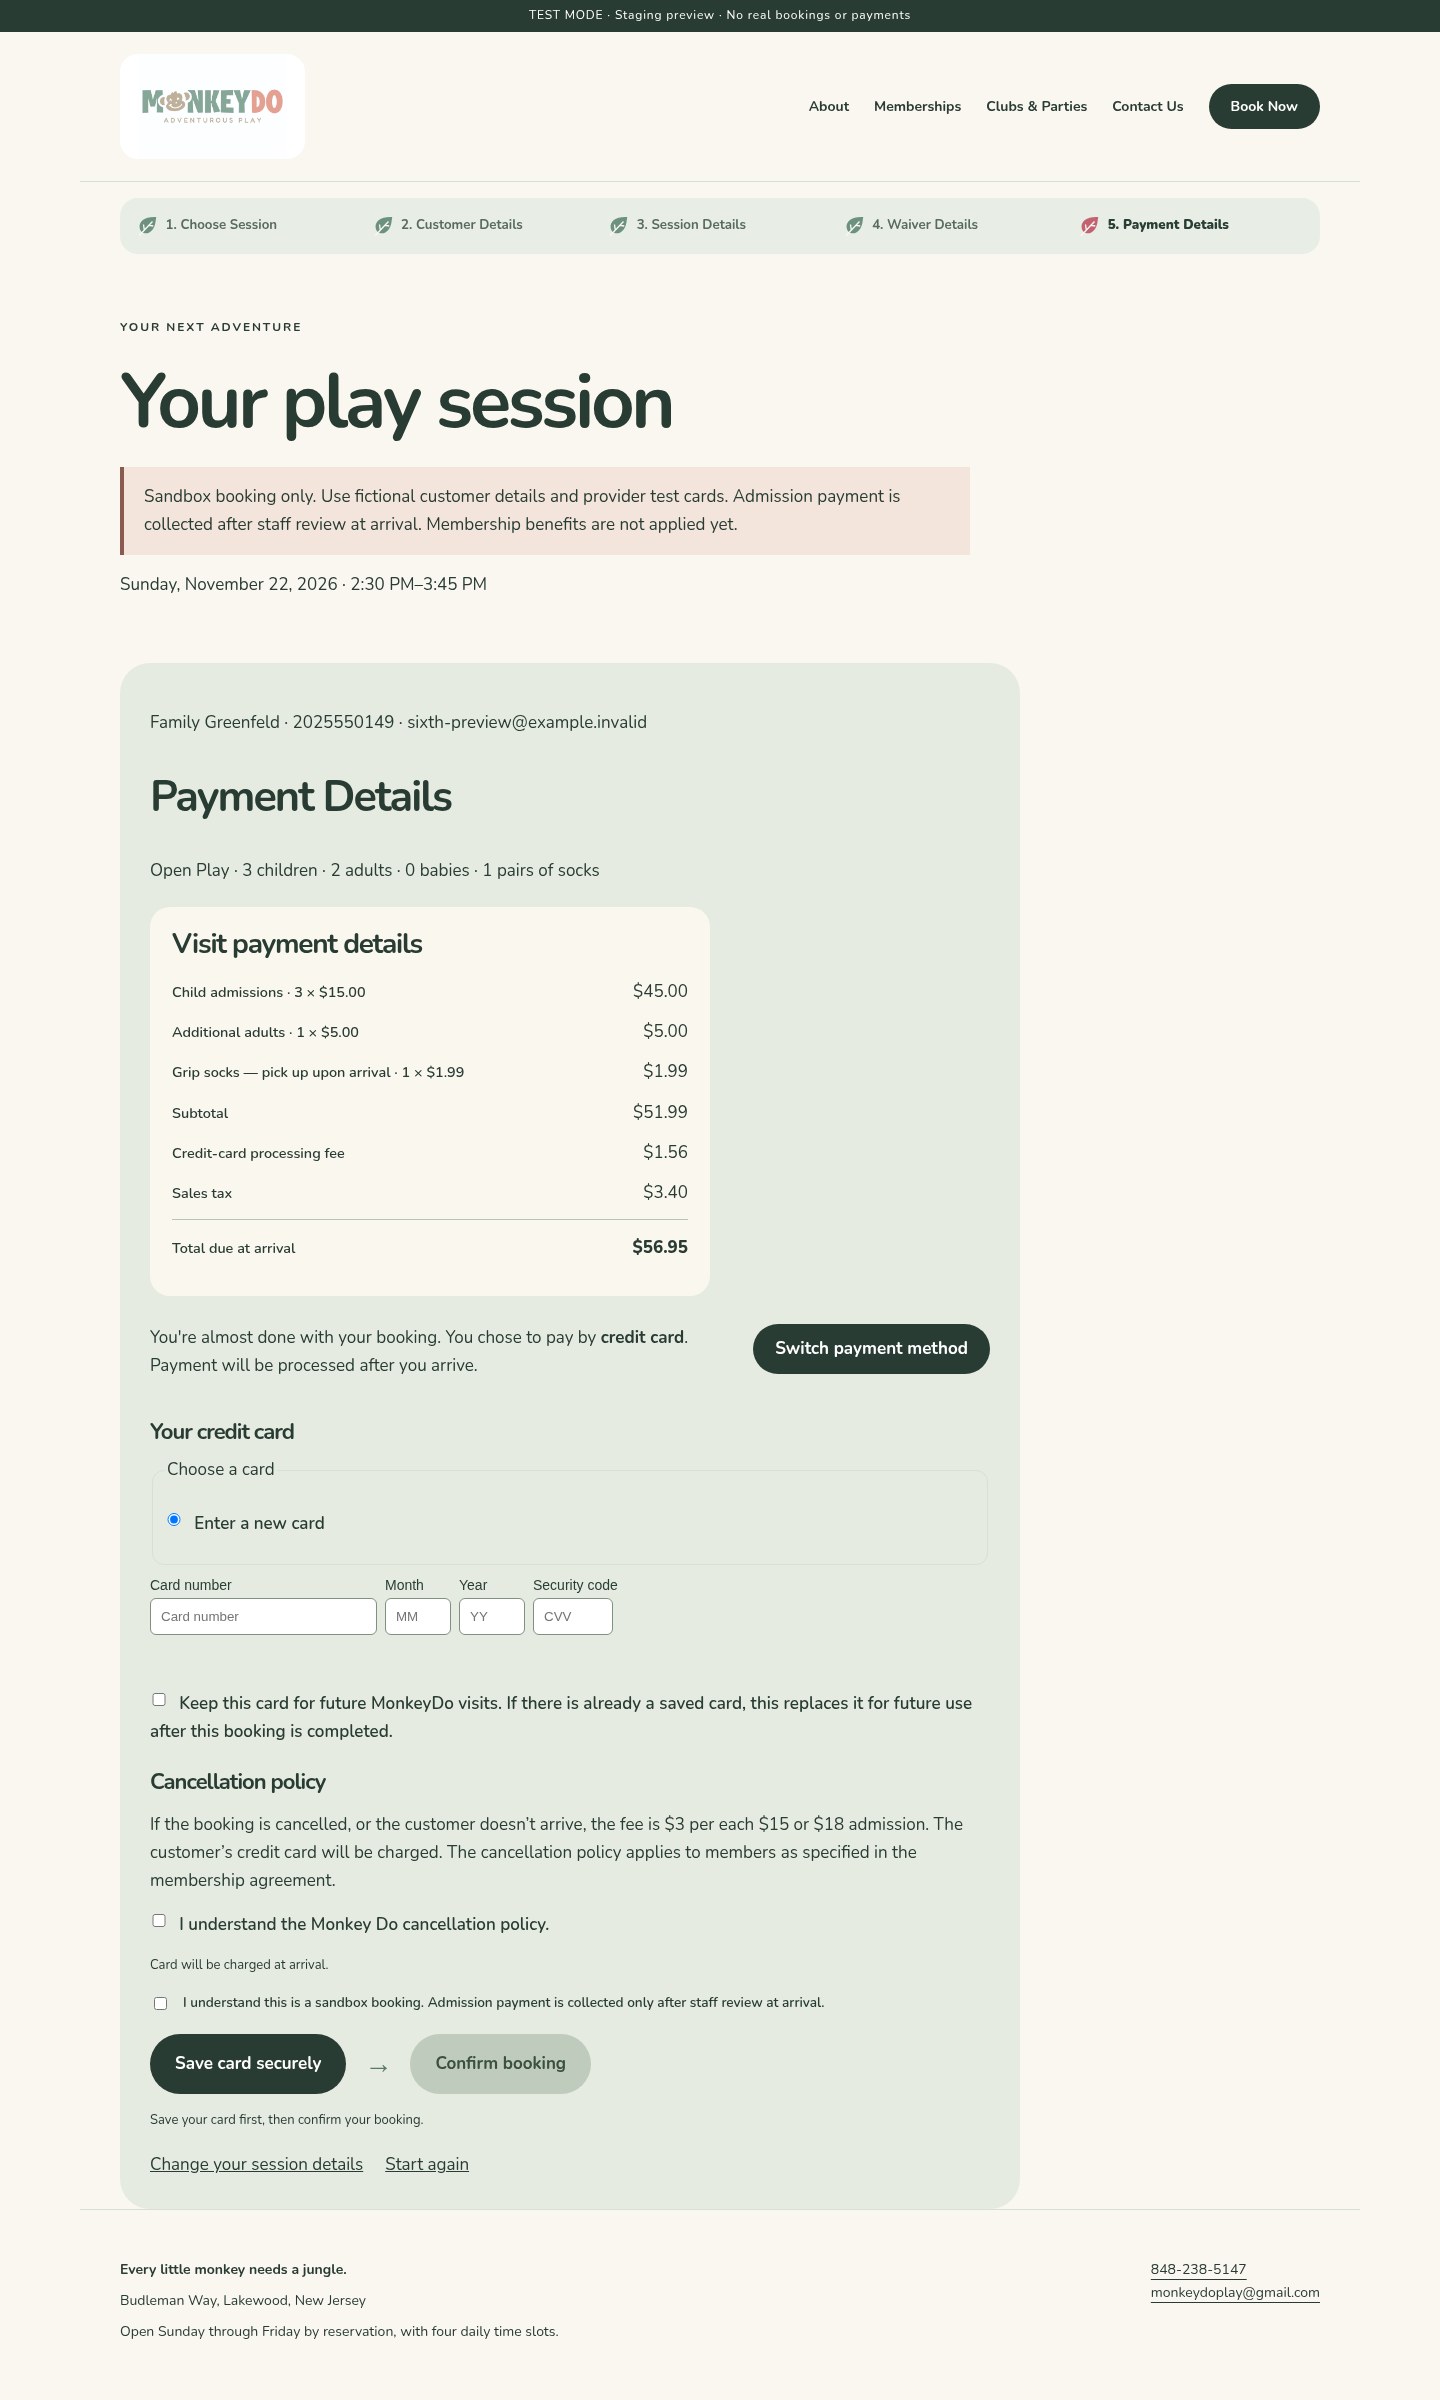 TEST MODE · Staging preview · No real bookings or payments
MONKEYDO
ADVENTUROUS PLAY
About
Memberships
Clubs & Parties
Contact Us
Book Now
1. Choose Session
2. Customer Details
3. Session Details
4. Waiver Details
5. Payment Details
YOUR NEXT ADVENTURE
Your play session
Sandbox booking only. Use fictional customer details and provider test cards. Admission payment is
collected after staff review at arrival. Membership benefits are not applied yet.
Sunday, November 22, 2026 · 2:30 PM–3:45 PM
Family Greenfeld · 2025550149 · sixth-preview@example.invalid
Payment Details
Open Play · 3 children · 2 adults · 0 babies · 1 pairs of socks
Visit payment details
Child admissions · 3 × $15.00 $45.00
Additional adults · 1 × $5.00 $5.00
Grip socks — pick up upon arrival · 1 × $1.99 $1.99
Subtotal $51.99
Credit-card processing fee $1.56
Sales tax $3.40
Total due at arrival $56.95
You're almost done with your booking. You chose to pay by credit card.
Payment will be processed after you arrive.
Switch payment method
Your credit card
Choose a card
Enter a new card
Card number Month Year Security code
Card number MM YY CVV
Keep this card for future MonkeyDo visits. If there is already a saved card, this replaces it for future use
after this booking is completed.
Cancellation policy
If the booking is cancelled, or the customer doesn’t arrive, the fee is $3 per each $15 or $18 admission. The
customer’s credit card will be charged. The cancellation policy applies to members as specified in the
membership agreement.
I understand the Monkey Do cancellation policy.
Card will be charged at arrival.
I understand this is a sandbox booking. Admission payment is collected only after staff review at arrival.
Save card securely → Confirm booking
Save your card first, then confirm your booking.
Change your session details Start again
Every little monkey needs a jungle.
Budleman Way, Lakewood, New Jersey
Open Sunday through Friday by reservation, with four daily time slots.
848-238-5147
monkeydoplay@gmail.com